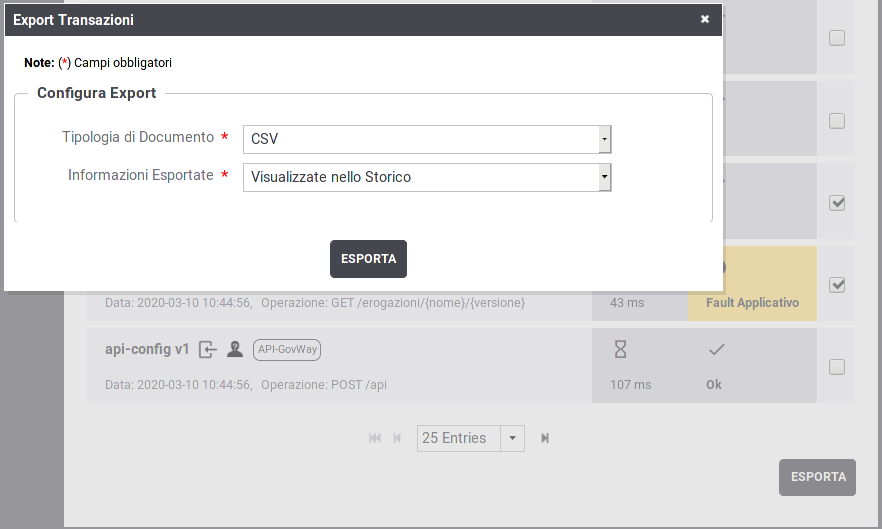 Export Transazioni
Note: (*) Campi obbligatori
Configura Export
Tipologia di Documento * CSV
Informazioni Esportate * Visualizzate nello Storico
ESPORTA
Data: 2020-03-10 10:44:56, Operazione: GET /erogazioni/{nome}/{versione} 43 ms Fault Applicativo
api-config v1 API-GovWay
Data: 2020-03-10 10:44:56, Operazione: POST /api 107 ms Ok
25 Entries
ESPORTA